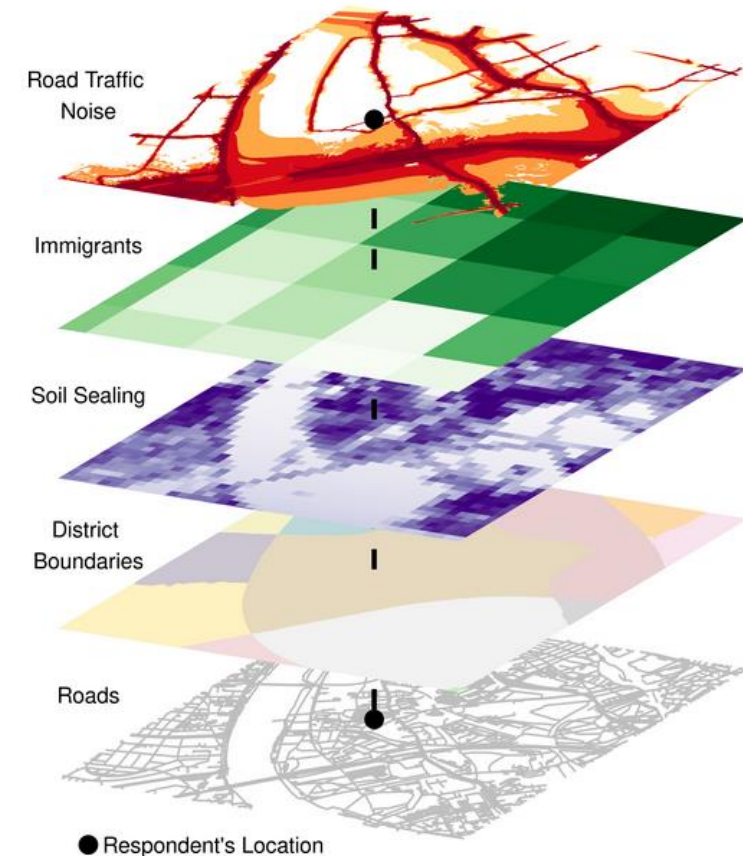 Road Traffic
Noise
Immigrants
Soil Sealing
District
Boundaries
Roads
Respondent's Location